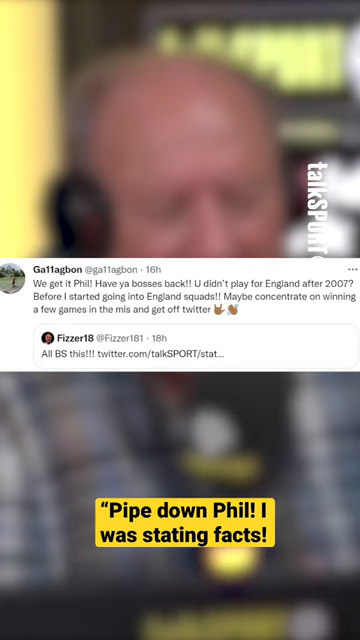 talkSPORT
Ga11agbon @ga11agbon · 16h
We get it Phil! Have ya bosses back!! U didn't play for England after 2007?
Before I started going into England squads!! Maybe concentrate on winning
a few games in the mls and get off twitter 🤟🏾👋🏾
Fizzer18 @Fizzer181 · 18h
All BS this!!! twitter.com/talkSPORT/stat…
“Pipe down Phil! I
was stating facts!